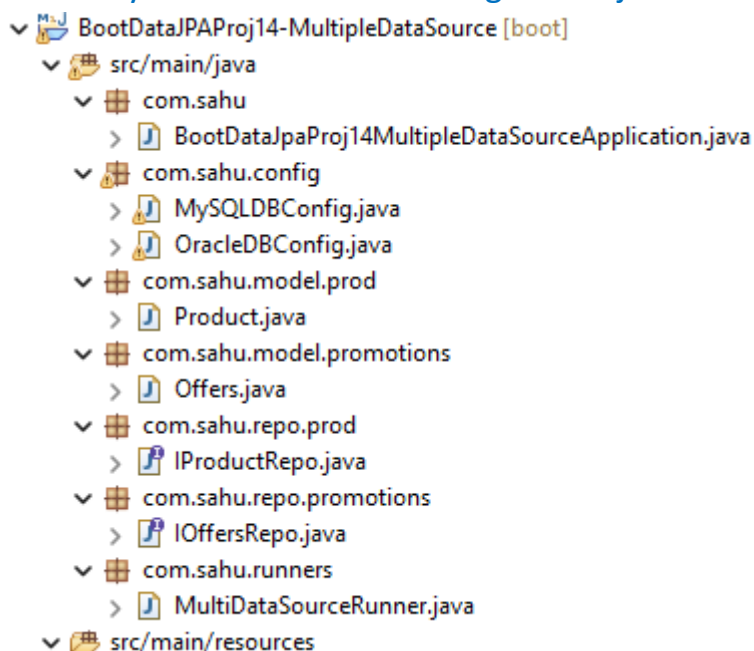 BootDataJPAProj14-MultipleDataSource [boot]
src/main/java
com.sahu
BootDataJpaProj14MultipleDataSourceApplication.java
com.sahu.config
MySQLDBConfig.java
OracleDBConfig.java
com.sahu.model.prod
Product.java
com.sahu.model.promotions
Offers.java
com.sahu.repo.prod
IProductRepo.java
com.sahu.repo.promotions
IOffersRepo.java
com.sahu.runners
MultiDataSourceRunner.java
src/main/resources